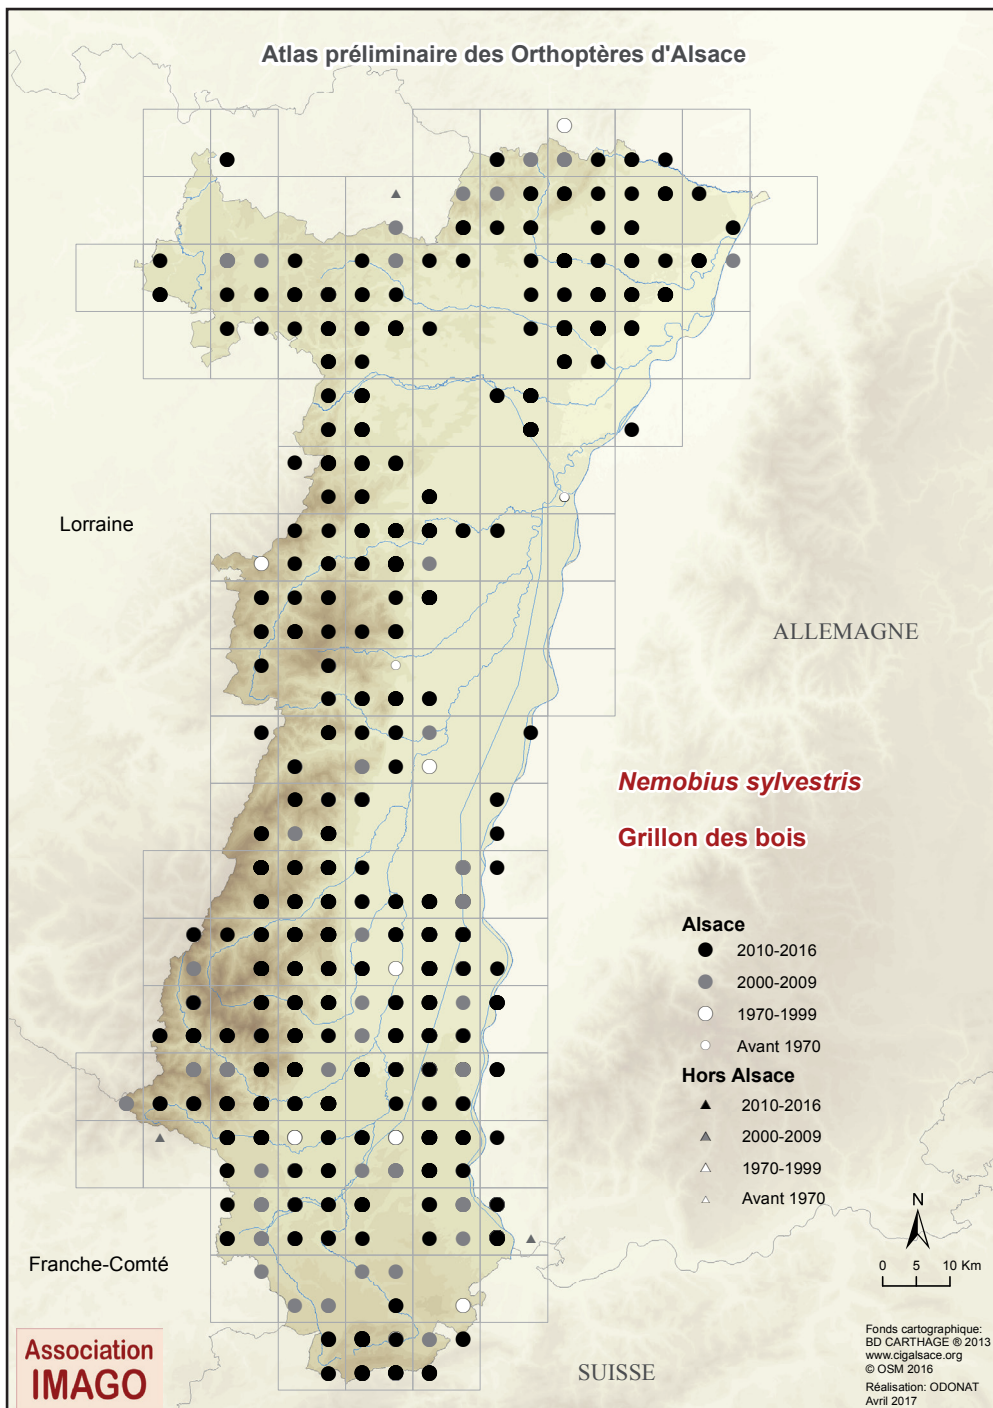 Atlas préliminaire des Orthoptères d'Alsace
Lorraine
ALLEMAGNE
Nemobius sylvestris
Grillon des bois
Alsace
2010-2016
2000-2009
1970-1999
Avant 1970
Hors Alsace
2010-2016
2000-2009
1970-1999
Avant 1970
N
0 5 10 Km
Franche-Comté
SUISSE
Association
IMAGO
Fonds cartographique:
BD CARTHAGE ® 2013
www.cigalsace.org
© OSM 2016
Réalisation: ODONAT
Avril 2017